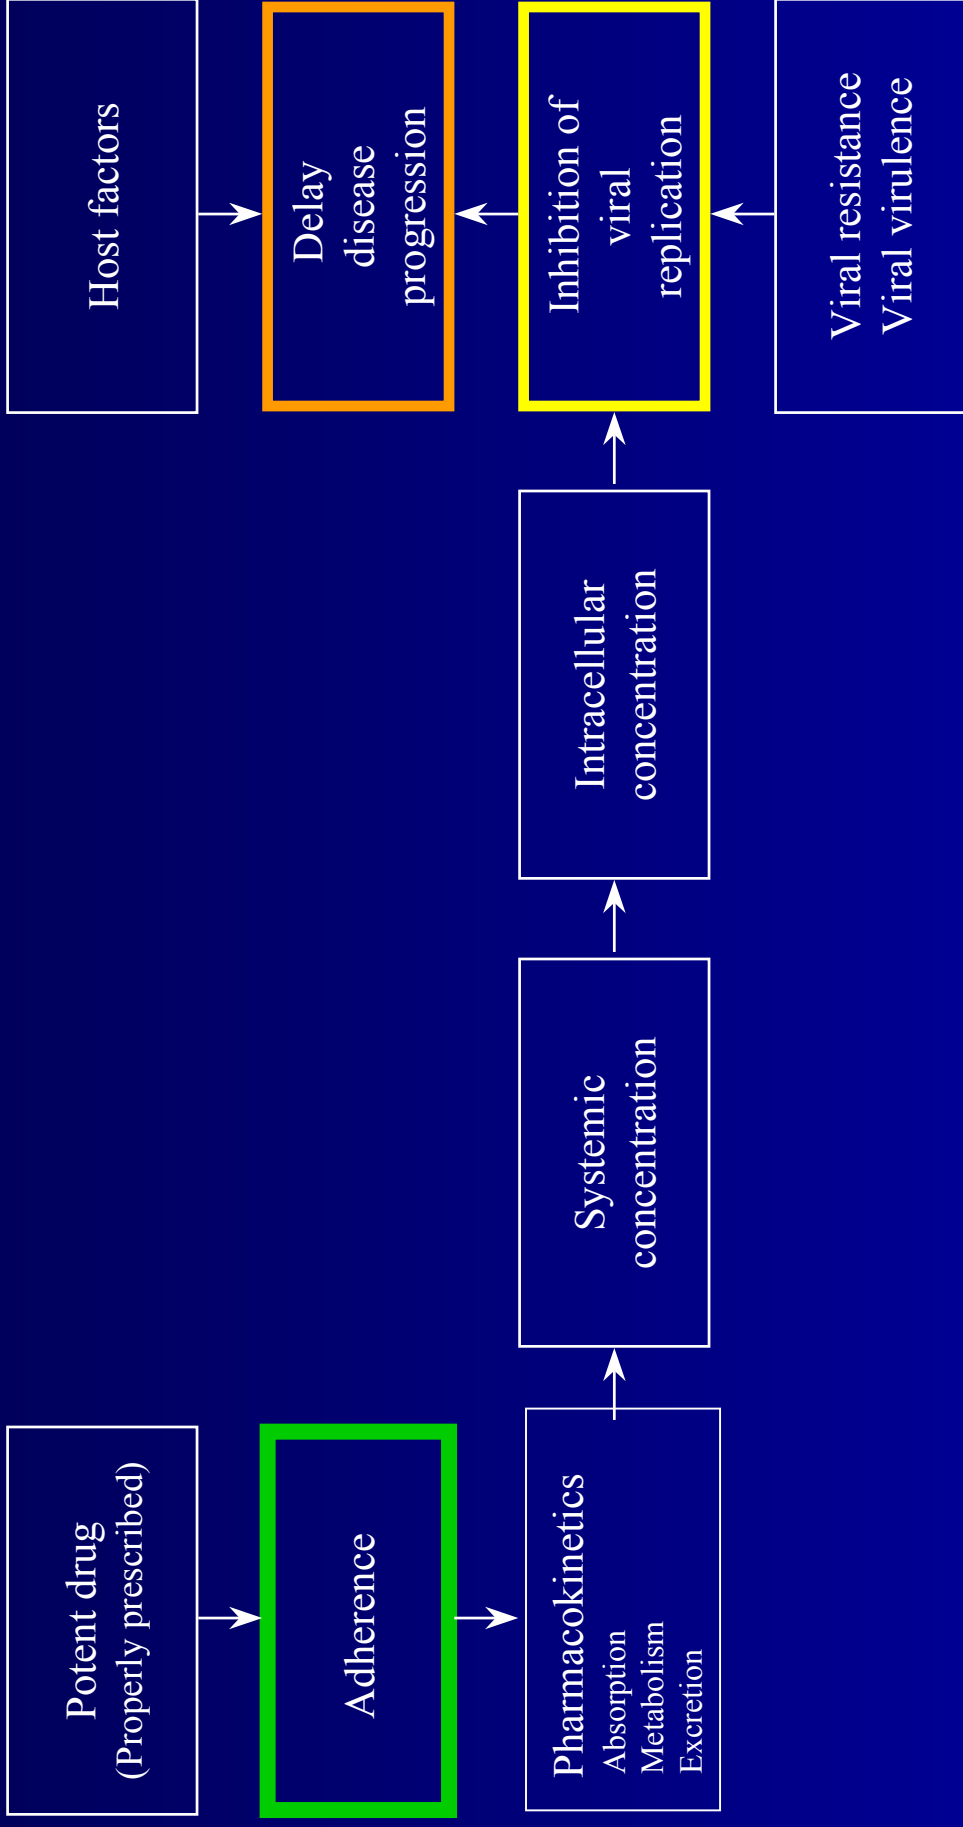 Potent drug
(Properly prescribed)
Adherence
Pharmacokinetics
Absorption
Metabolism
Excretion
Systemic
concentration
Intracellular
concentration
Host factors
Delay
disease
progression
Inhibition of
viral
replication
Viral resistance
Viral virulence